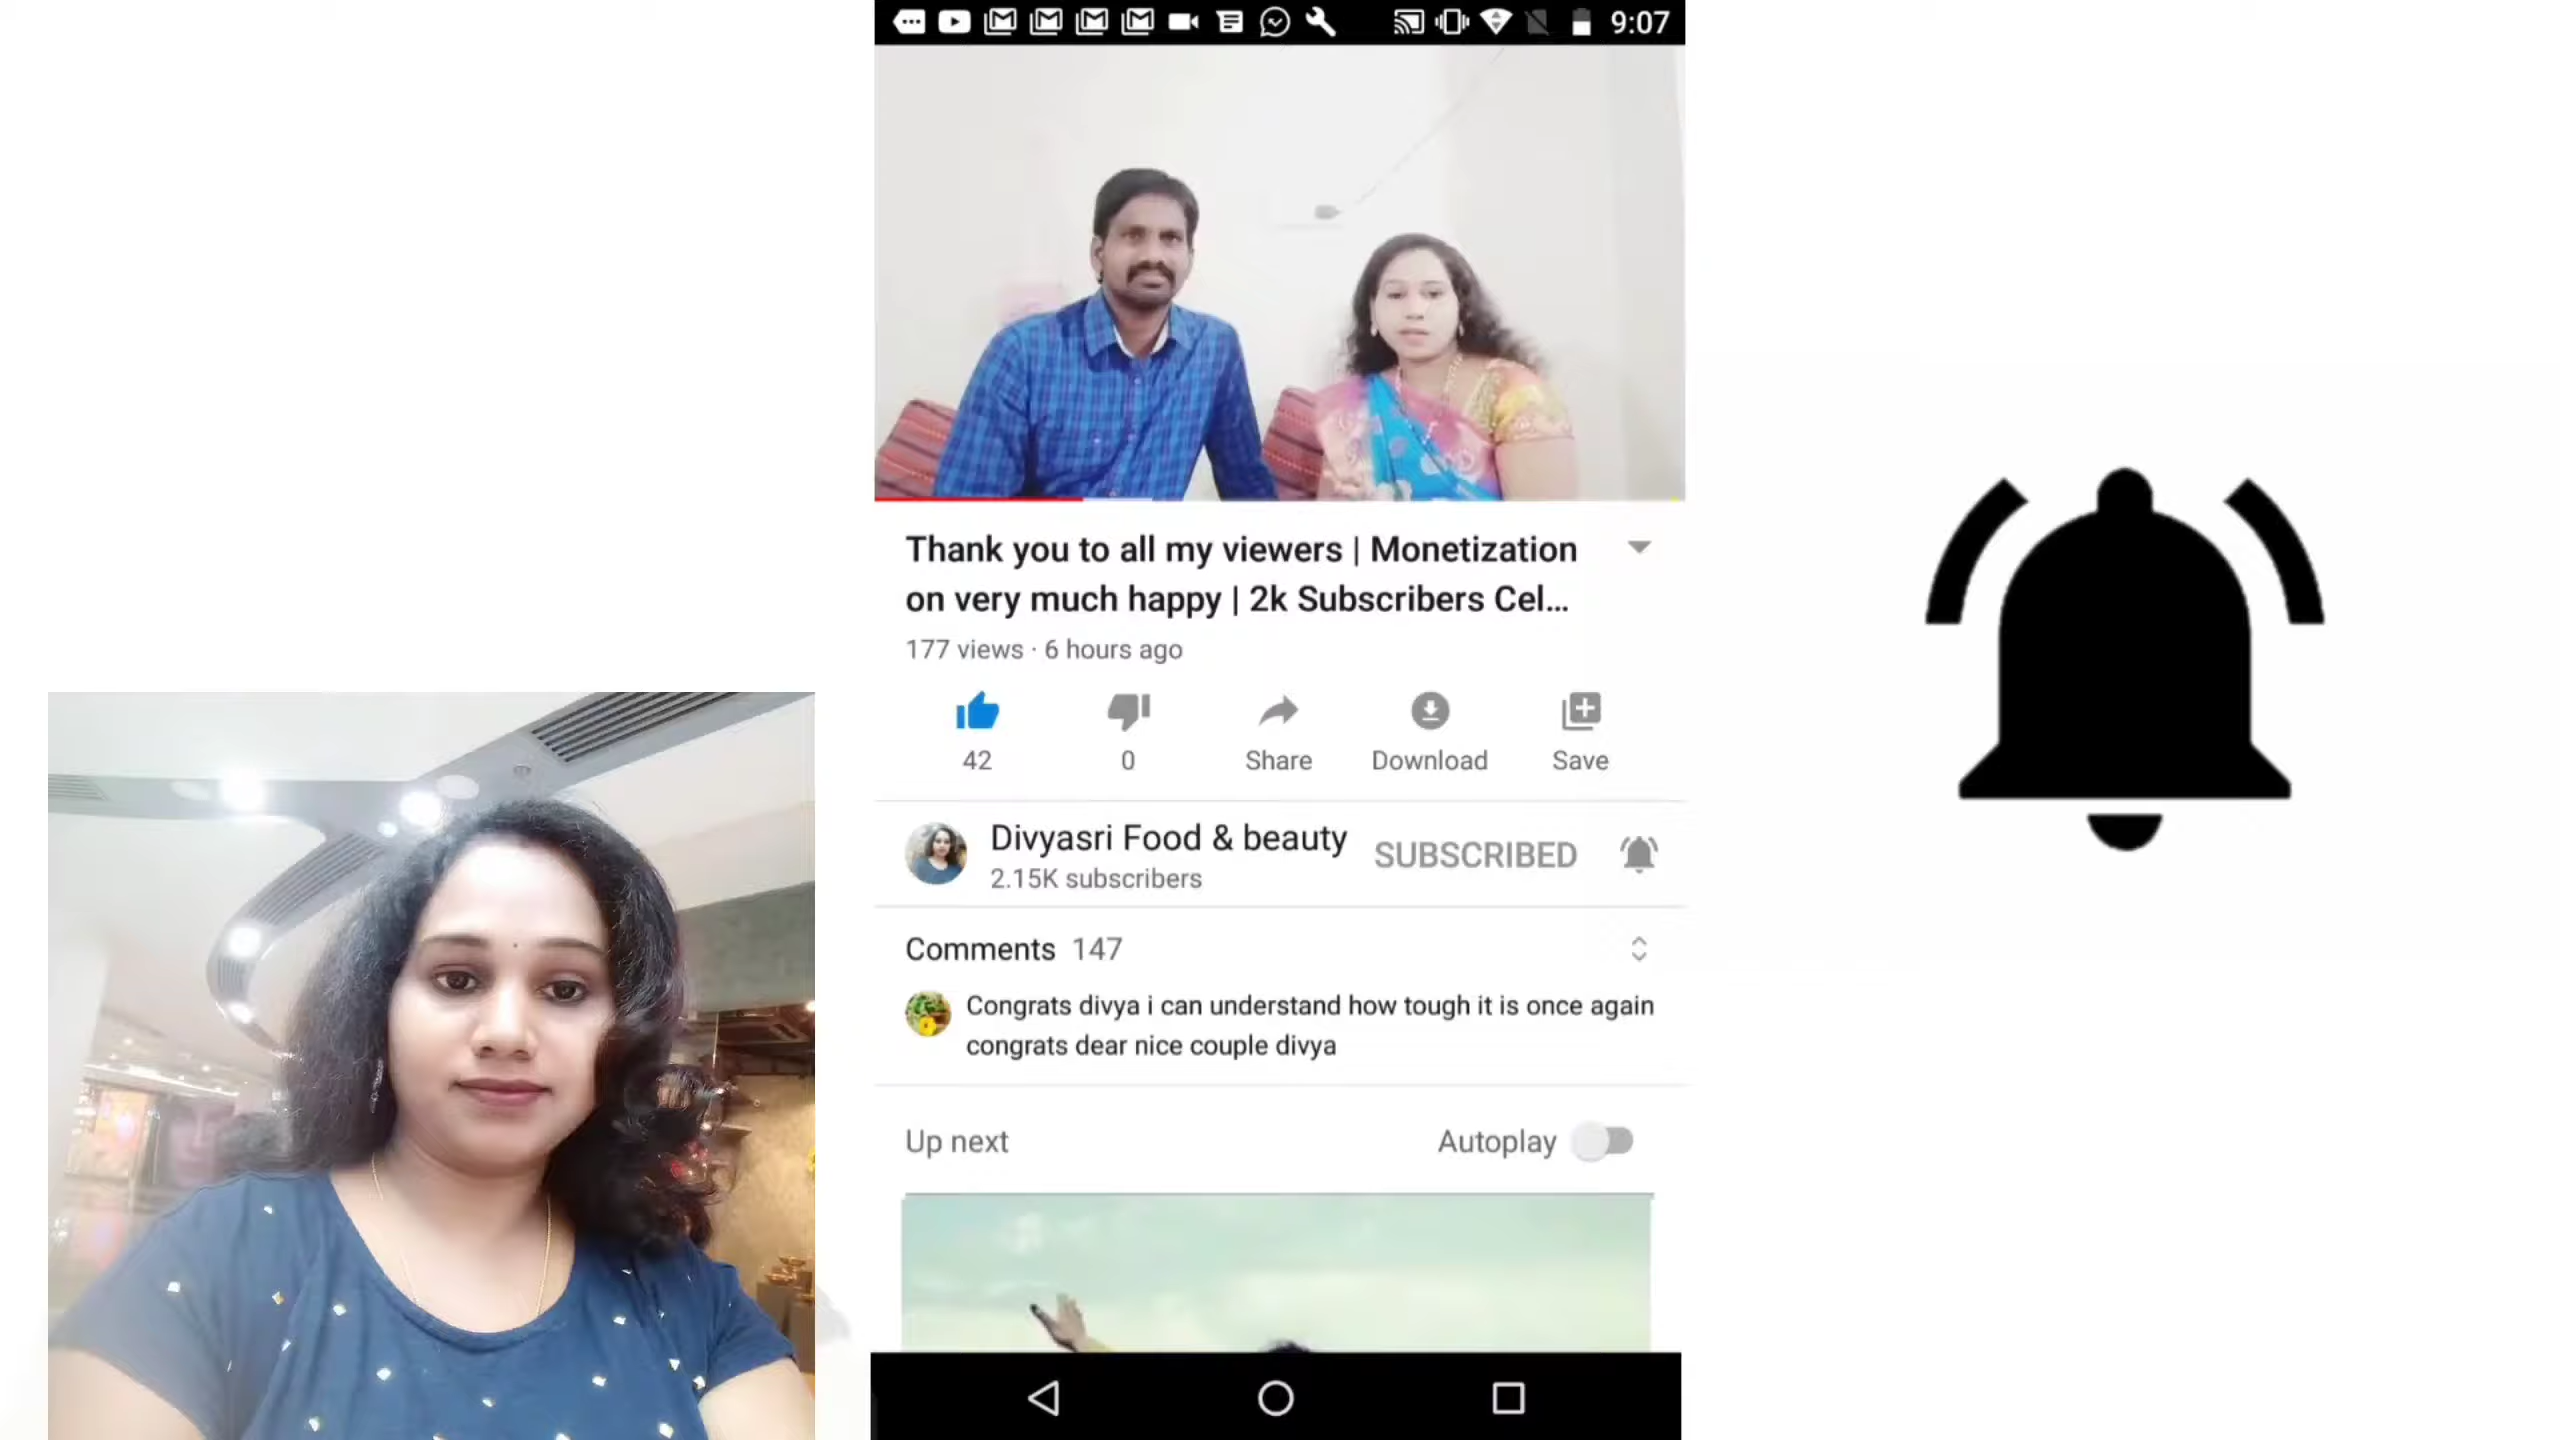 9:07
Thank you to all my viewers | Monetization
on very much happy | 2k Subscribers Cel...
177 views · 6 hours ago
42
0
Share
Download
Save
Divyasri Food & beauty
2.15K subscribers
SUBSCRIBED
Comments 147
Congrats divya i can understand how tough it is once again
congrats dear nice couple divya
Up next
Autoplay